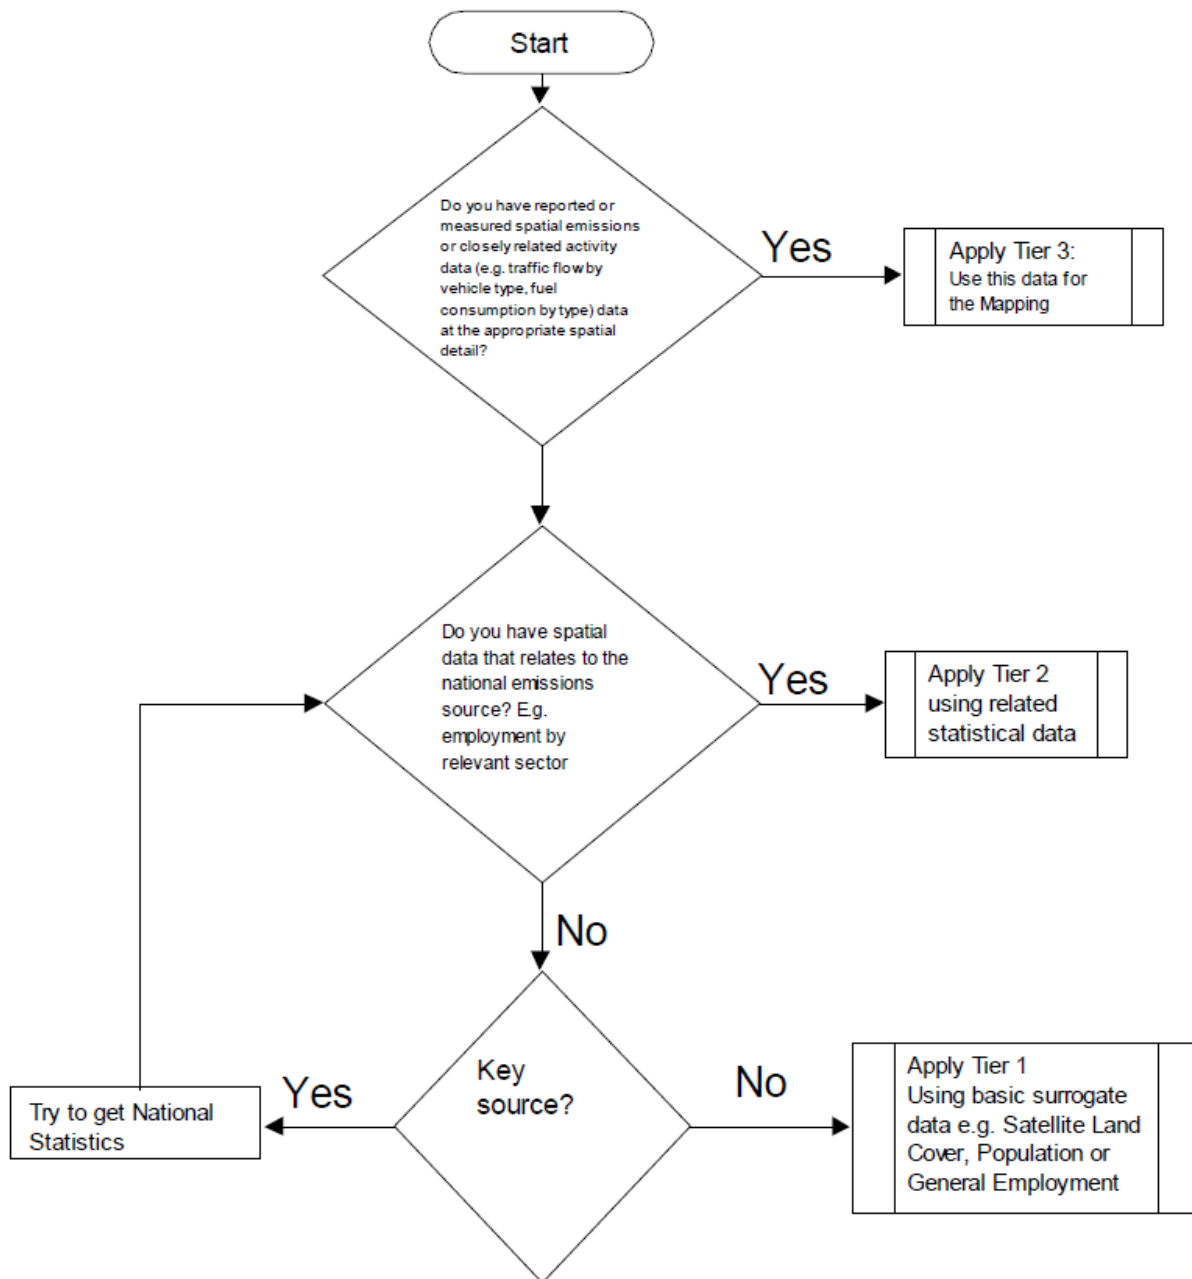 Start
Do you have reported or
measured spatial emissions
or closely related activity
data (e.g. traffic flow by
vehicle type, fuel
consumption by type) data
at the appropriate spatial
detail?
Yes
Apply Tier 3:
Use this data for
the Mapping
Do you have spatial
data that relates to the
national emissions
source? E.g.
employment by
relevant sector
Yes
Apply Tier 2
using related
statistical data
No
Key
source?
Yes
Try to get National
Statistics
No
Apply Tier 1
Using basic surrogate
data e.g. Satellite Land
Cover, Population or
General Employment